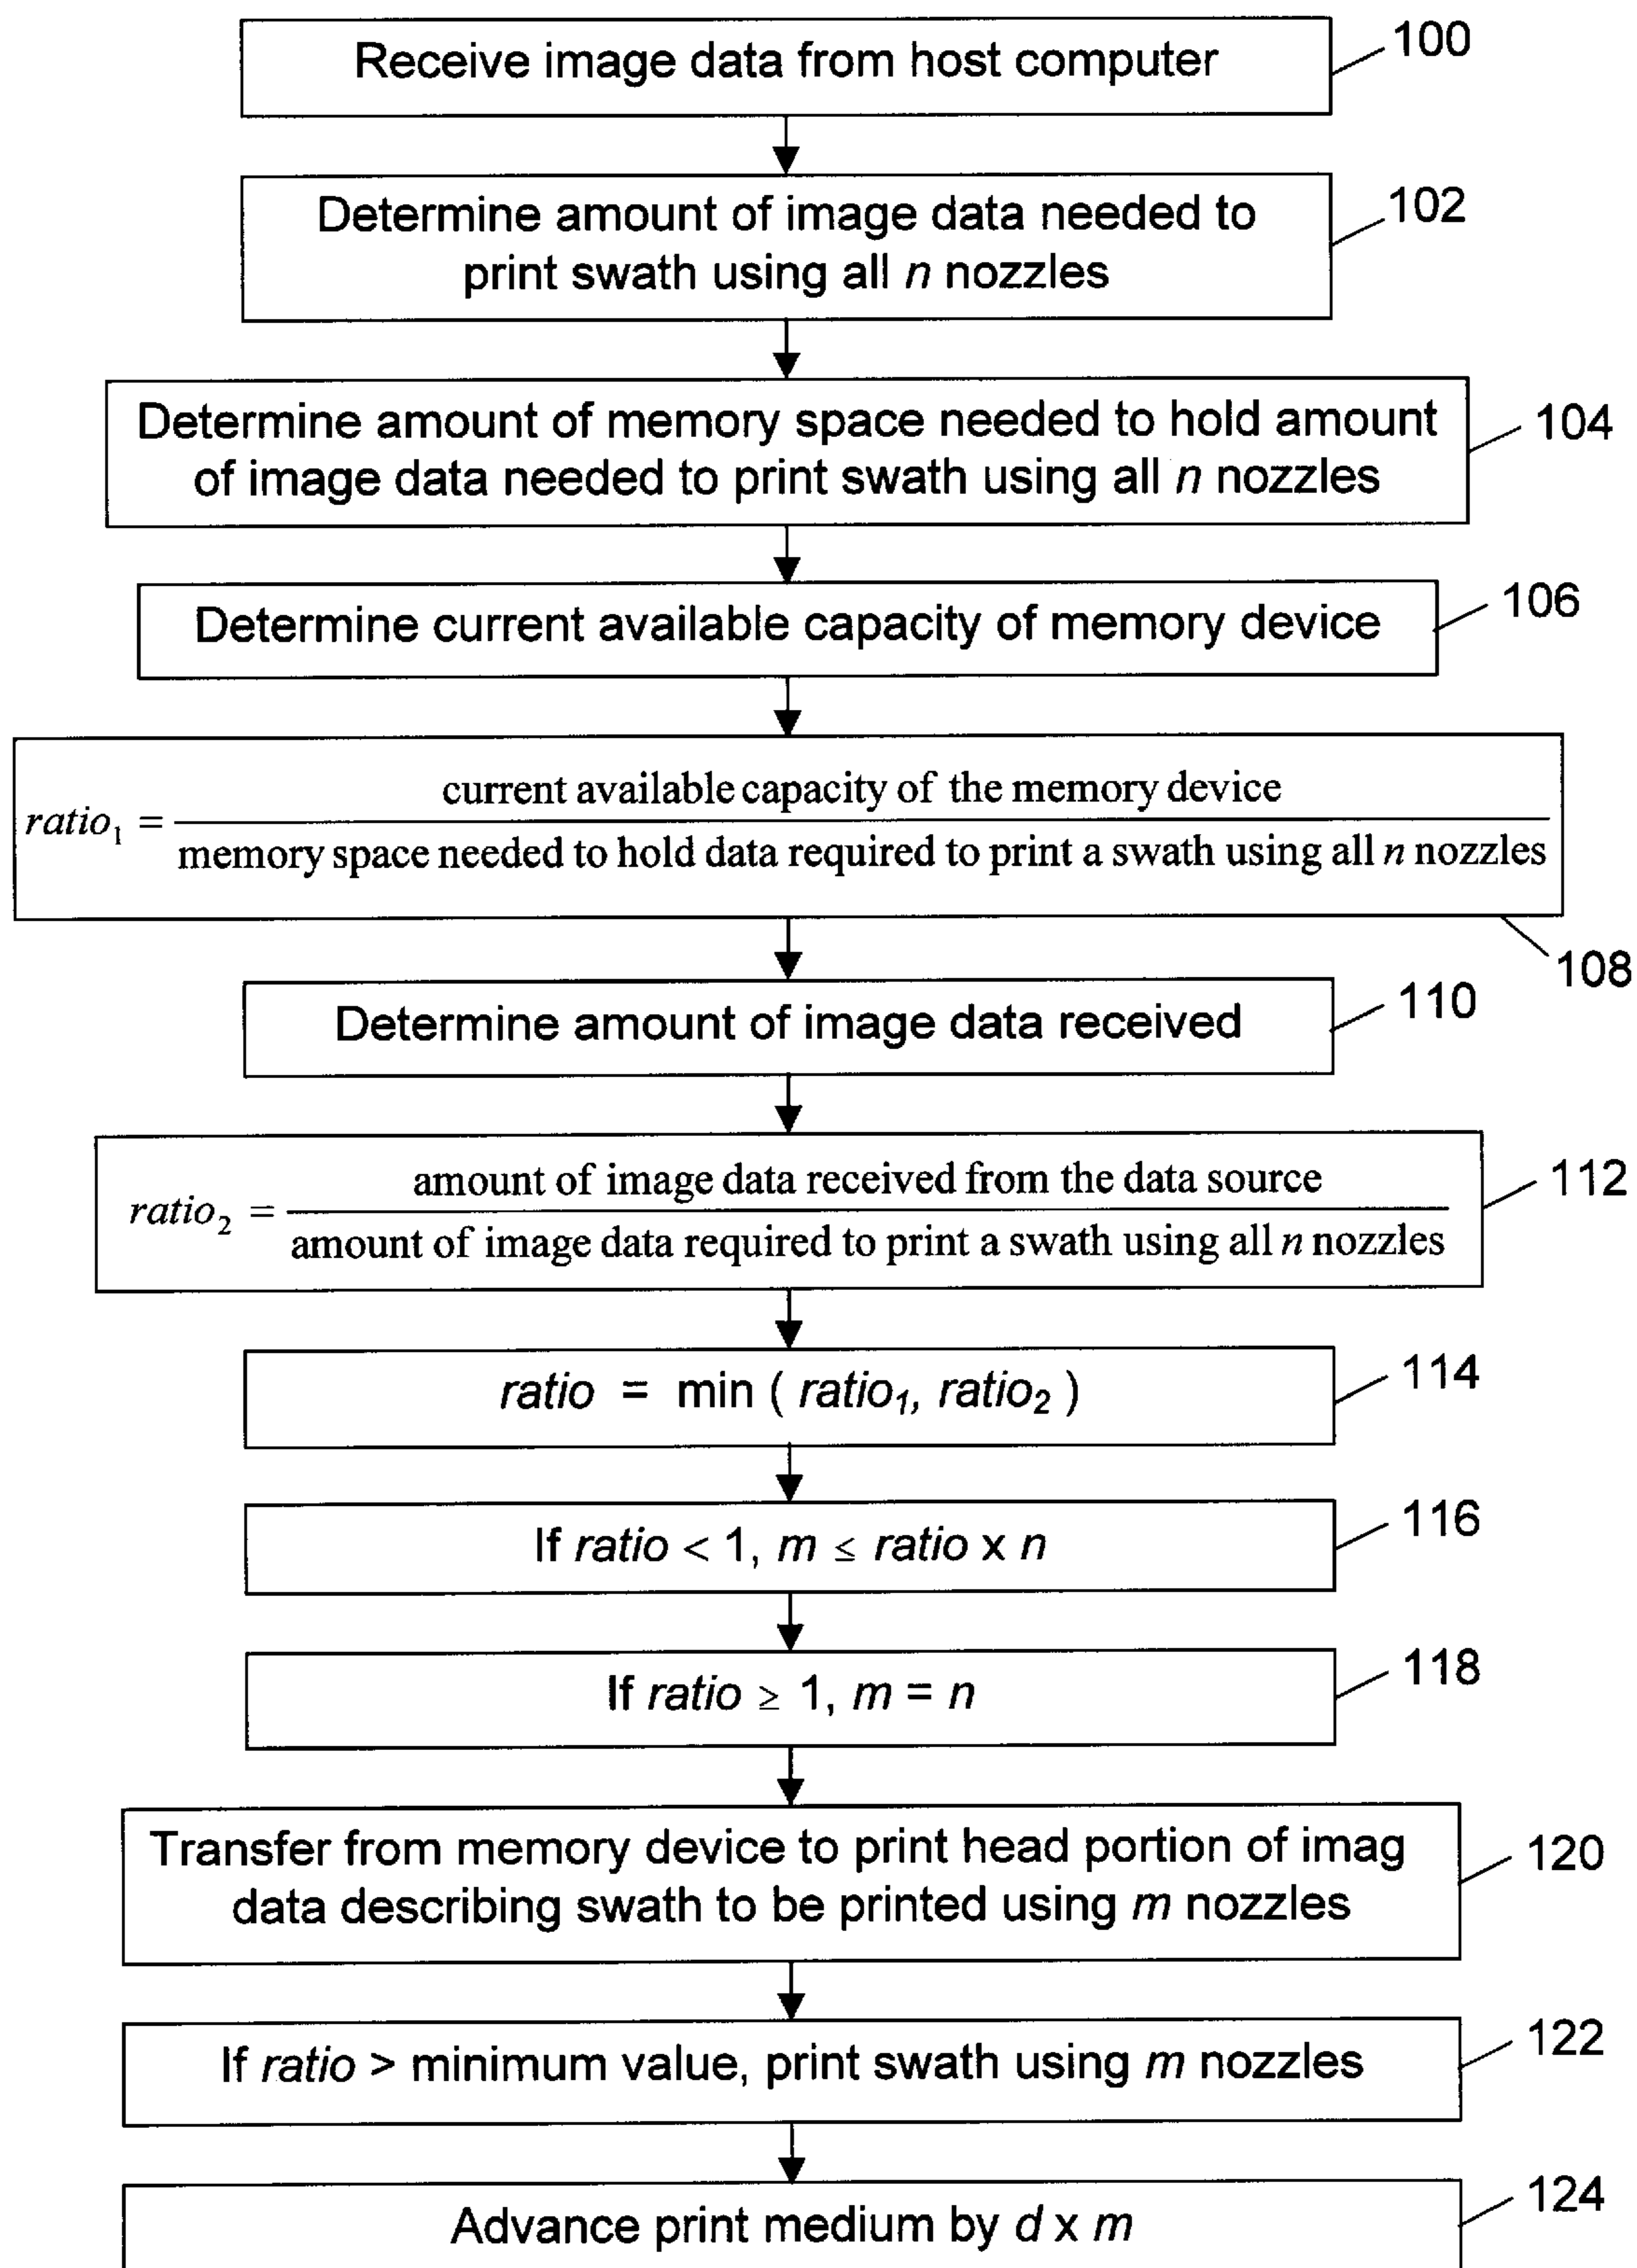 Receive image data from host computer
100
Determine amount of image data needed to
print swath using all n nozzles
102
Determine amount of memory space needed to hold amount
of image data needed to print swath using all n nozzles
104
Determine current available capacity of memory device
106
ratio₁ = current available capacity of the memory device
memory space needed to hold data required to print a swath using all n nozzles
108
Determine amount of image data received
110
ratio₂ = amount of image data received from the data source
amount of image data required to print a swath using all n nozzles
112
ratio = min ( ratio₁, ratio₂ )
114
If ratio < 1, m ≤ ratio x n
116
If ratio ≥ 1, m = n
118
Transfer from memory device to print head portion of imag
data describing swath to be printed using m nozzles
120
If ratio > minimum value, print swath using m nozzles
122
Advance print medium by d x m
124